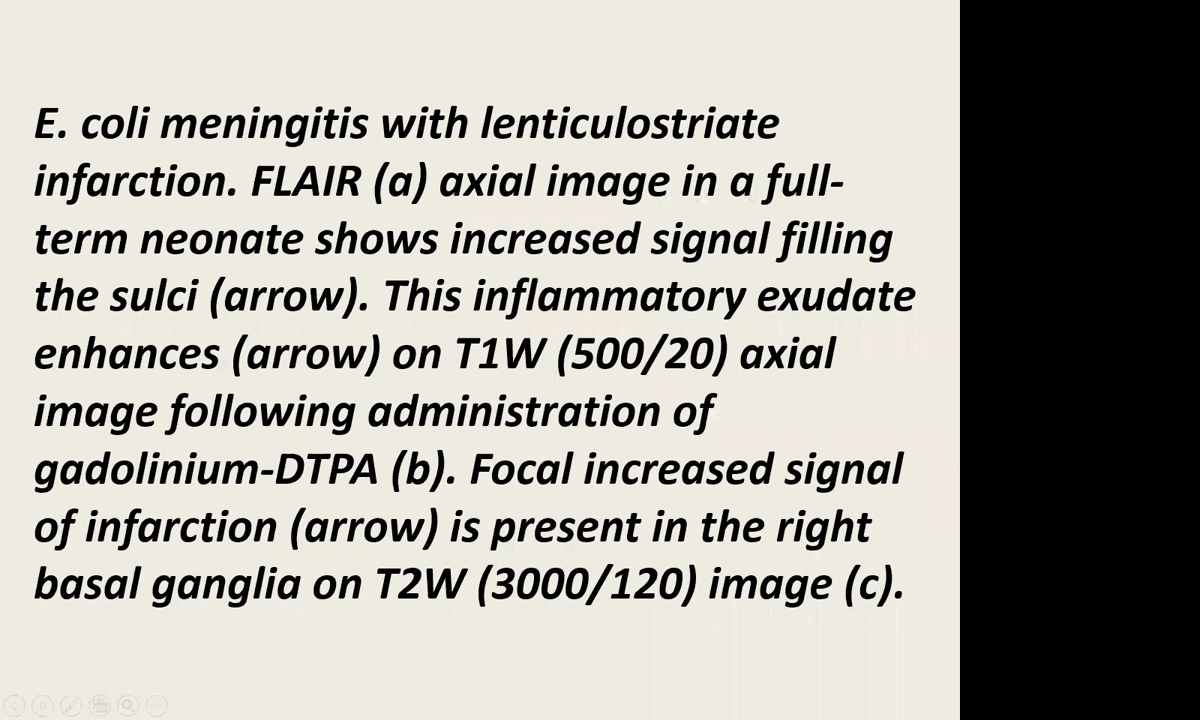 E. coli meningitis with lenticulostriate
infarction. FLAIR (a) axial image in a full-
term neonate shows increased signal filling
the sulci (arrow). This inflammatory exudate
enhances (arrow) on T1W (500/20) axial
image following administration of
gadolinium-DTPA (b). Focal increased signal
of infarction (arrow) is present in the right
basal ganglia on T2W (3000/120) image (c).